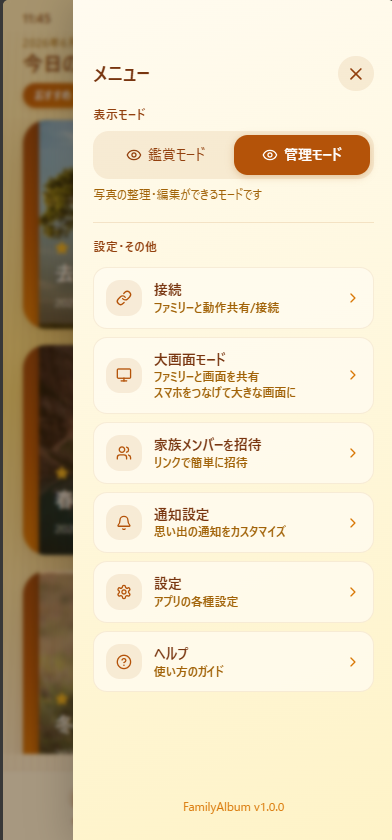 11:45
今日の
メニュー
表示モード
鑑賞モード
管理モード
写真の整理・編集ができるモードです
設定・その他
接続
ファミリーと動作共有/接続
大画面モード
ファミリーと画面を共有
スマホをつなげて大きな画面に
家族メンバーを招待
リンクで簡単に招待
通知設定
思い出の通知をカスタマイズ
設定
アプリの各種設定
ヘルプ
使い方のガイド
FamilyAlbum v1.0.0